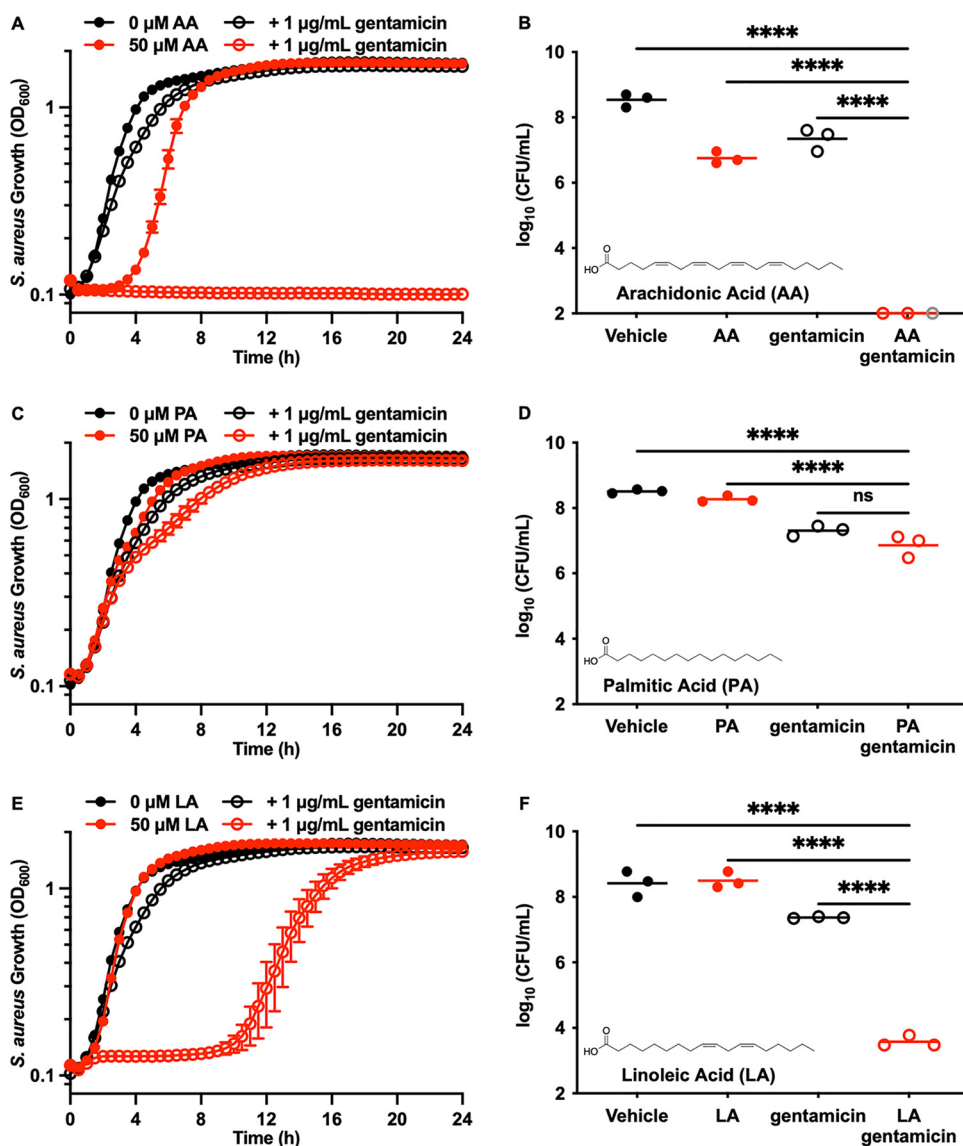 A
0 µM AA
+ 1 µg/mL gentamicin
50 µM AA
+ 1 µg/mL gentamicin
S. aureus Growth (OD600)
1
0.1
0 4 8 12 16 20 24
Time (h)
B
****
****
****
log10 (CFU/mL)
10
8
6
4
2
O
HO
Arachidonic Acid (AA)
Vehicle AA gentamicin AA
gentamicin
C
0 µM PA
+ 1 µg/mL gentamicin
50 µM PA
+ 1 µg/mL gentamicin
S. aureus Growth (OD600)
1
0.1
0 4 8 12 16 20 24
Time (h)
D
****
****
ns
log10 (CFU/mL)
10
8
6
4
2
O
HO
Palmitic Acid (PA)
Vehicle PA gentamicin PA
gentamicin
E
0 µM LA
+ 1 µg/mL gentamicin
50 µM LA
+ 1 µg/mL gentamicin
S. aureus Growth (OD600)
1
0.1
0 4 8 12 16 20 24
Time (h)
F
****
****
****
log10 (CFU/mL)
10
8
6
4
2
O
HO
Linoleic Acid (LA)
Vehicle LA gentamicin LA
gentamicin